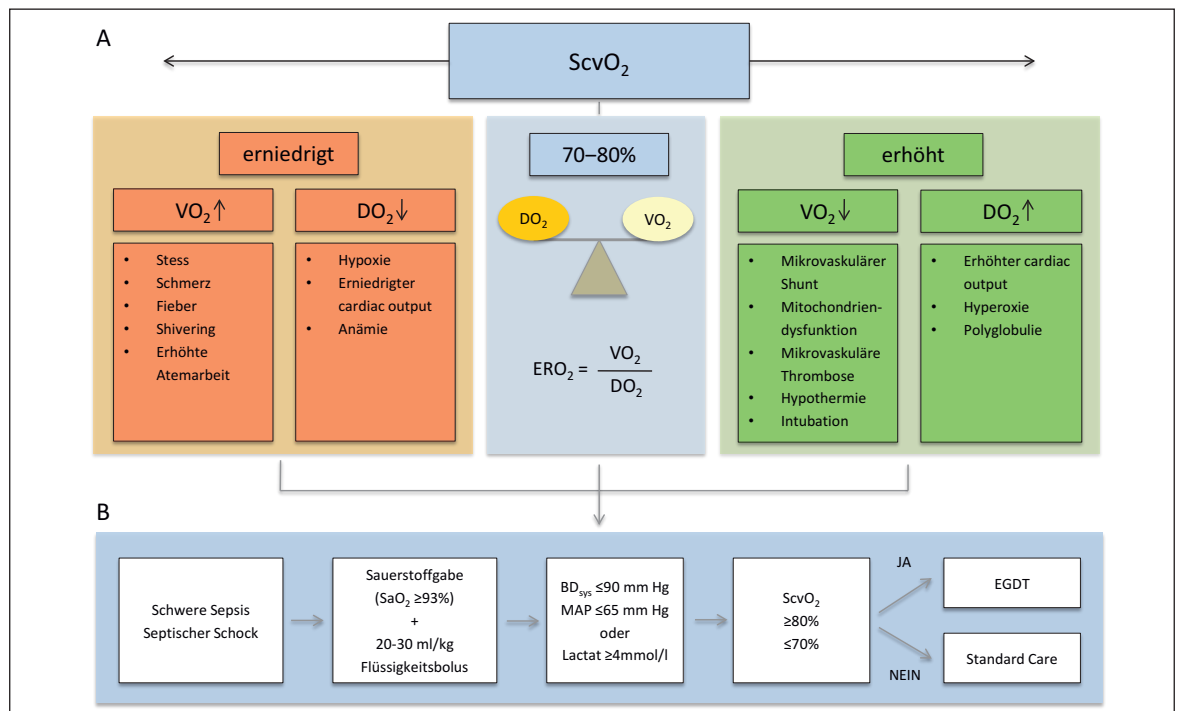 A
ScvO₂
erniedrigt
VO₂↑
• Stess
• Schmerz
• Fieber
• Shivering
• Erhöhte
Atemarbeit
DO₂↓
• Hypoxie
• Erniedrigter
cardiac output
• Anämie
70–80%
DO₂
VO₂
ERO₂ = VO₂
DO₂
erhöht
VO₂↓
• Mikrovaskulärer
Shunt
• Mitochondrien-
dysfunktion
• Mikrovaskuläre
Thrombose
• Hypothermie
• Intubation
DO₂↑
• Erhöhter cardiac
output
• Hyperoxie
• Polyglobulie
B
Schwere Sepsis
Septischer Schock
Sauerstoffgabe
(SaO₂ ≥93%)
+
20-30 ml/kg
Flüssigkeitsbolus
BDsys ≤90 mm Hg
MAP ≤65 mm Hg
oder
Lactat ≥4mmol/l
ScvO₂
≥80%
≤70%
JA
EGDT
NEIN
Standard Care